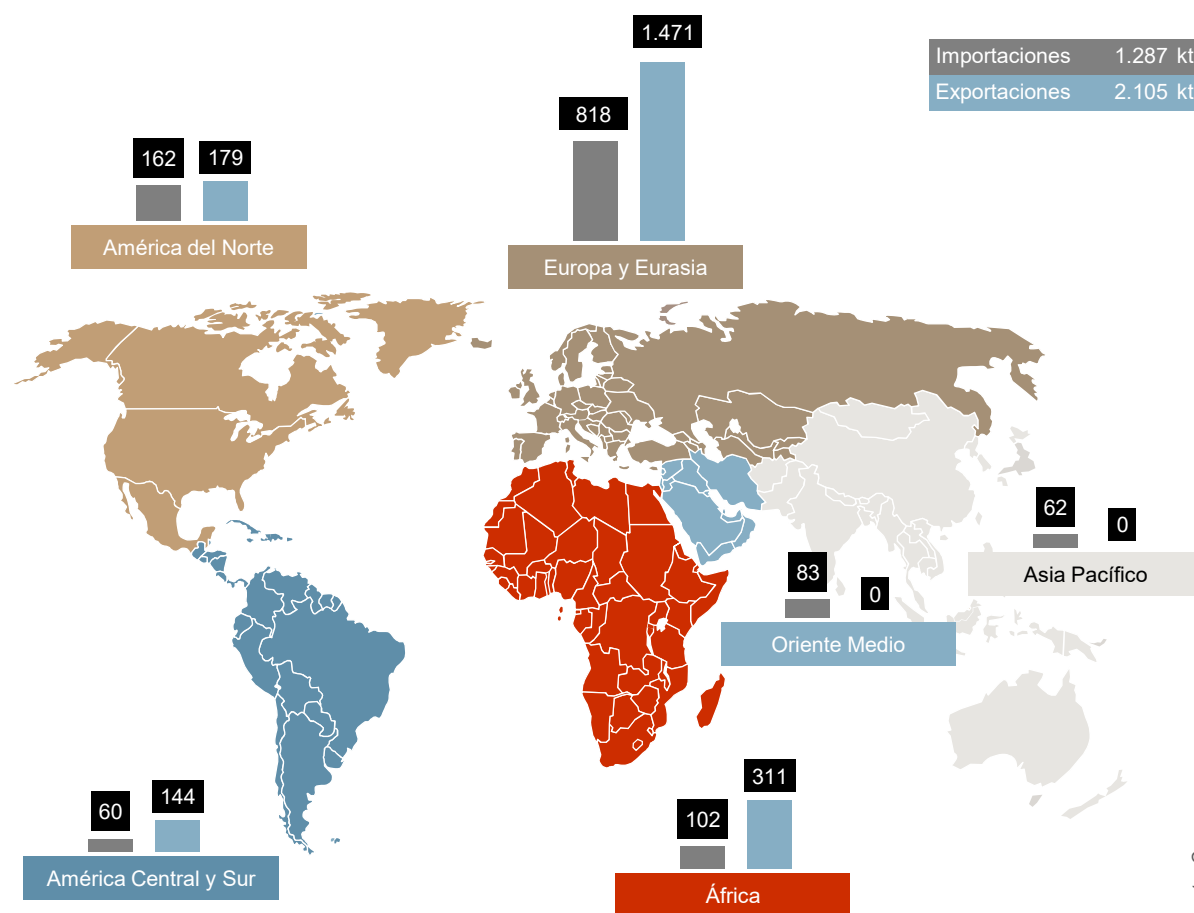 1.471
Importaciones 1.287 kt
Exportaciones 2.105 kt
818
162 179
América del Norte
Europa y Eurasia
62 0
Asia Pacífico
83 0
Oriente Medio
311
144
60
102
América Central y Sur
África